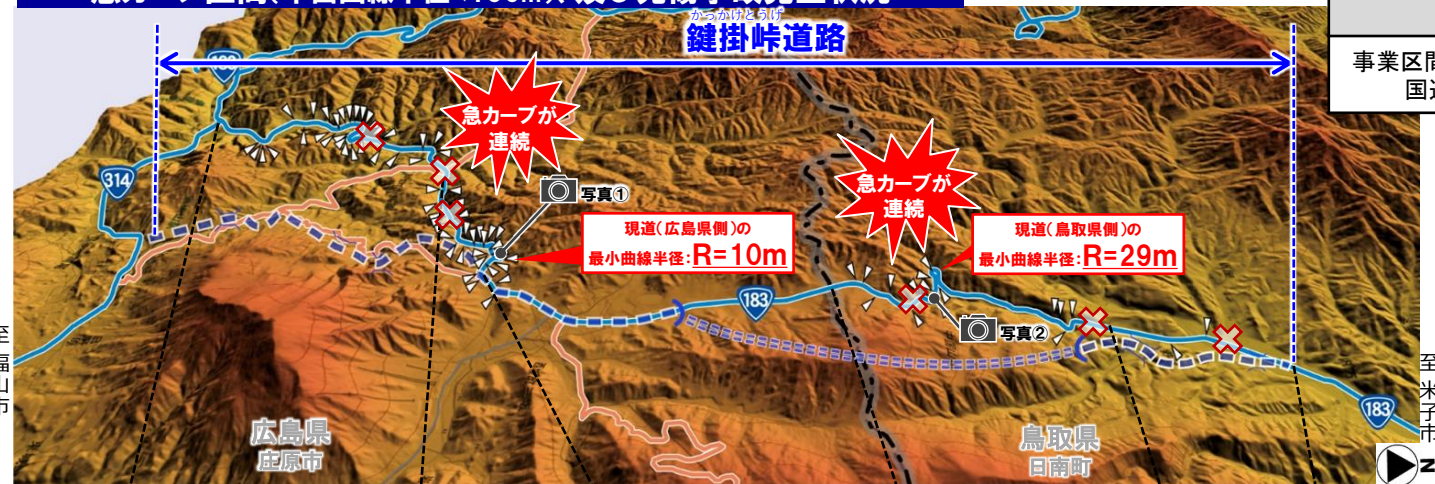 かっかけとうげ
鍵掛峠道路
事業区間
183
314
急カーブが
連続
写真①
現道(広島県側)の
最小曲線半径:R=10m
急カーブが
連続
現道(鳥取県側)の
最小曲線半径:R=29m
183
写真②
至
福
山
市
至
米
子
市
183
広島県
庄原市
鳥取県
日南町
N